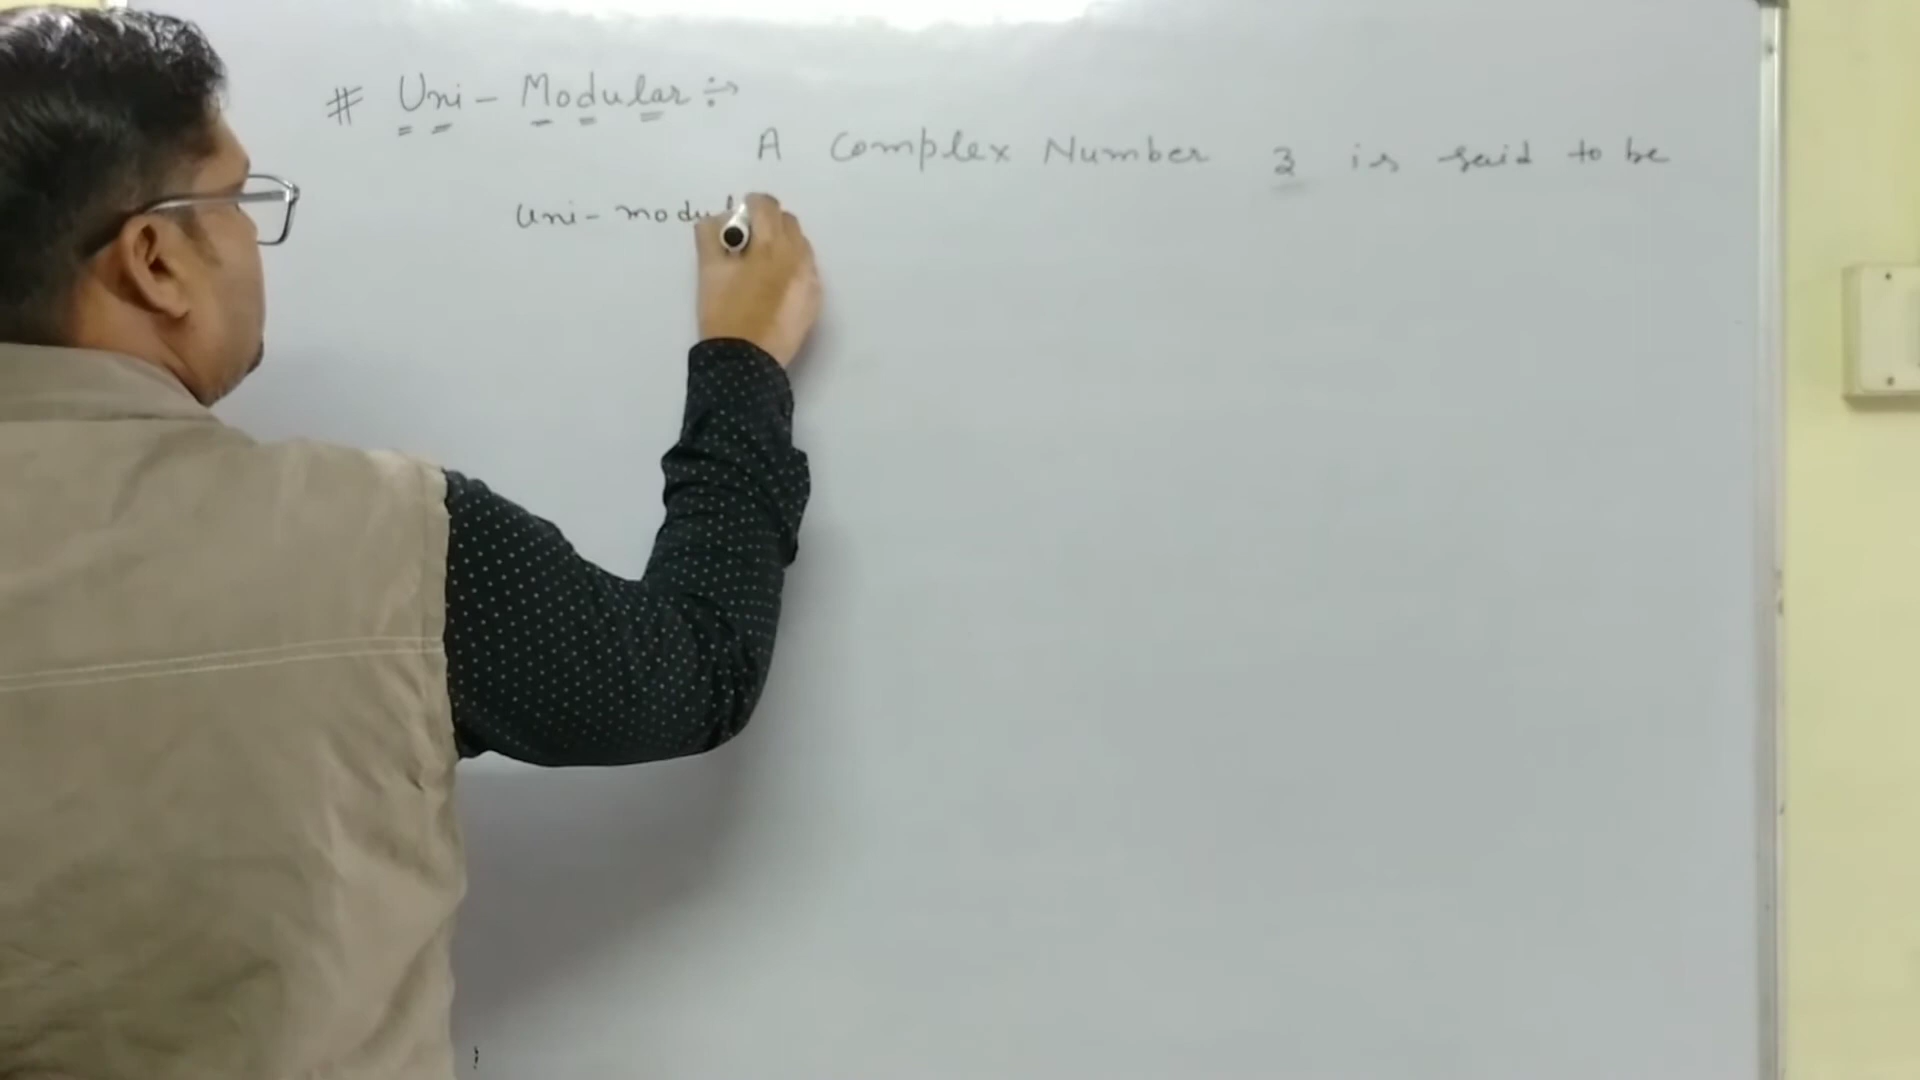 # Uni - Modular :→
A Complex Number z is said to be
uni - modul